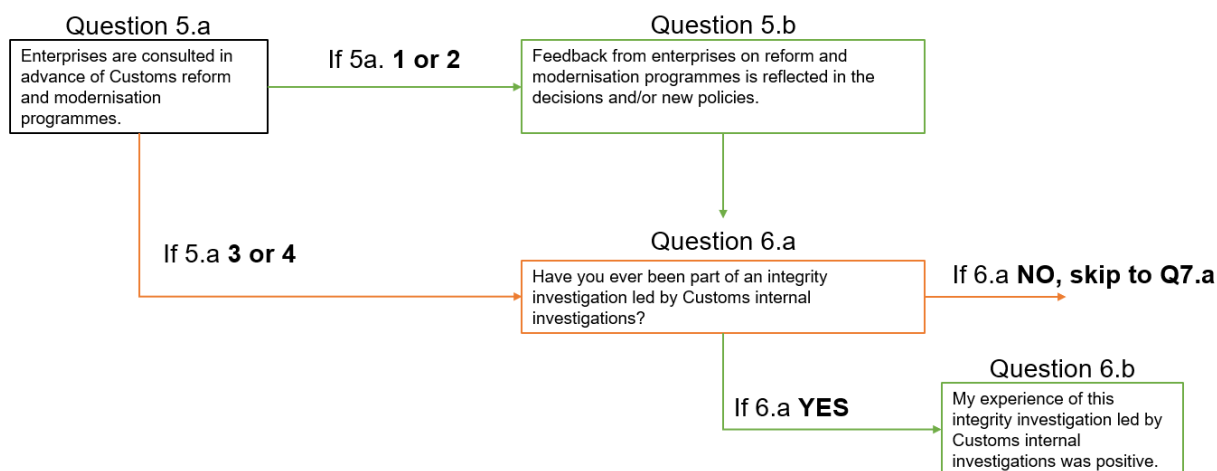 Question 5.a
Enterprises are consulted in
advance of Customs reform
and modernisation
programmes.
If 5a. 1 or 2
Question 5.b
Feedback from enterprises on reform and
modernisation programmes is reflected in the
decisions and/or new policies.
If 5.a 3 or 4
Question 6.a
Have you ever been part of an integrity
investigation led by Customs internal
investigations?
If 6.a NO, skip to Q7.a
If 6.a YES
Question 6.b
My experience of this
integrity investigation led by
Customs internal
investigations was positive.